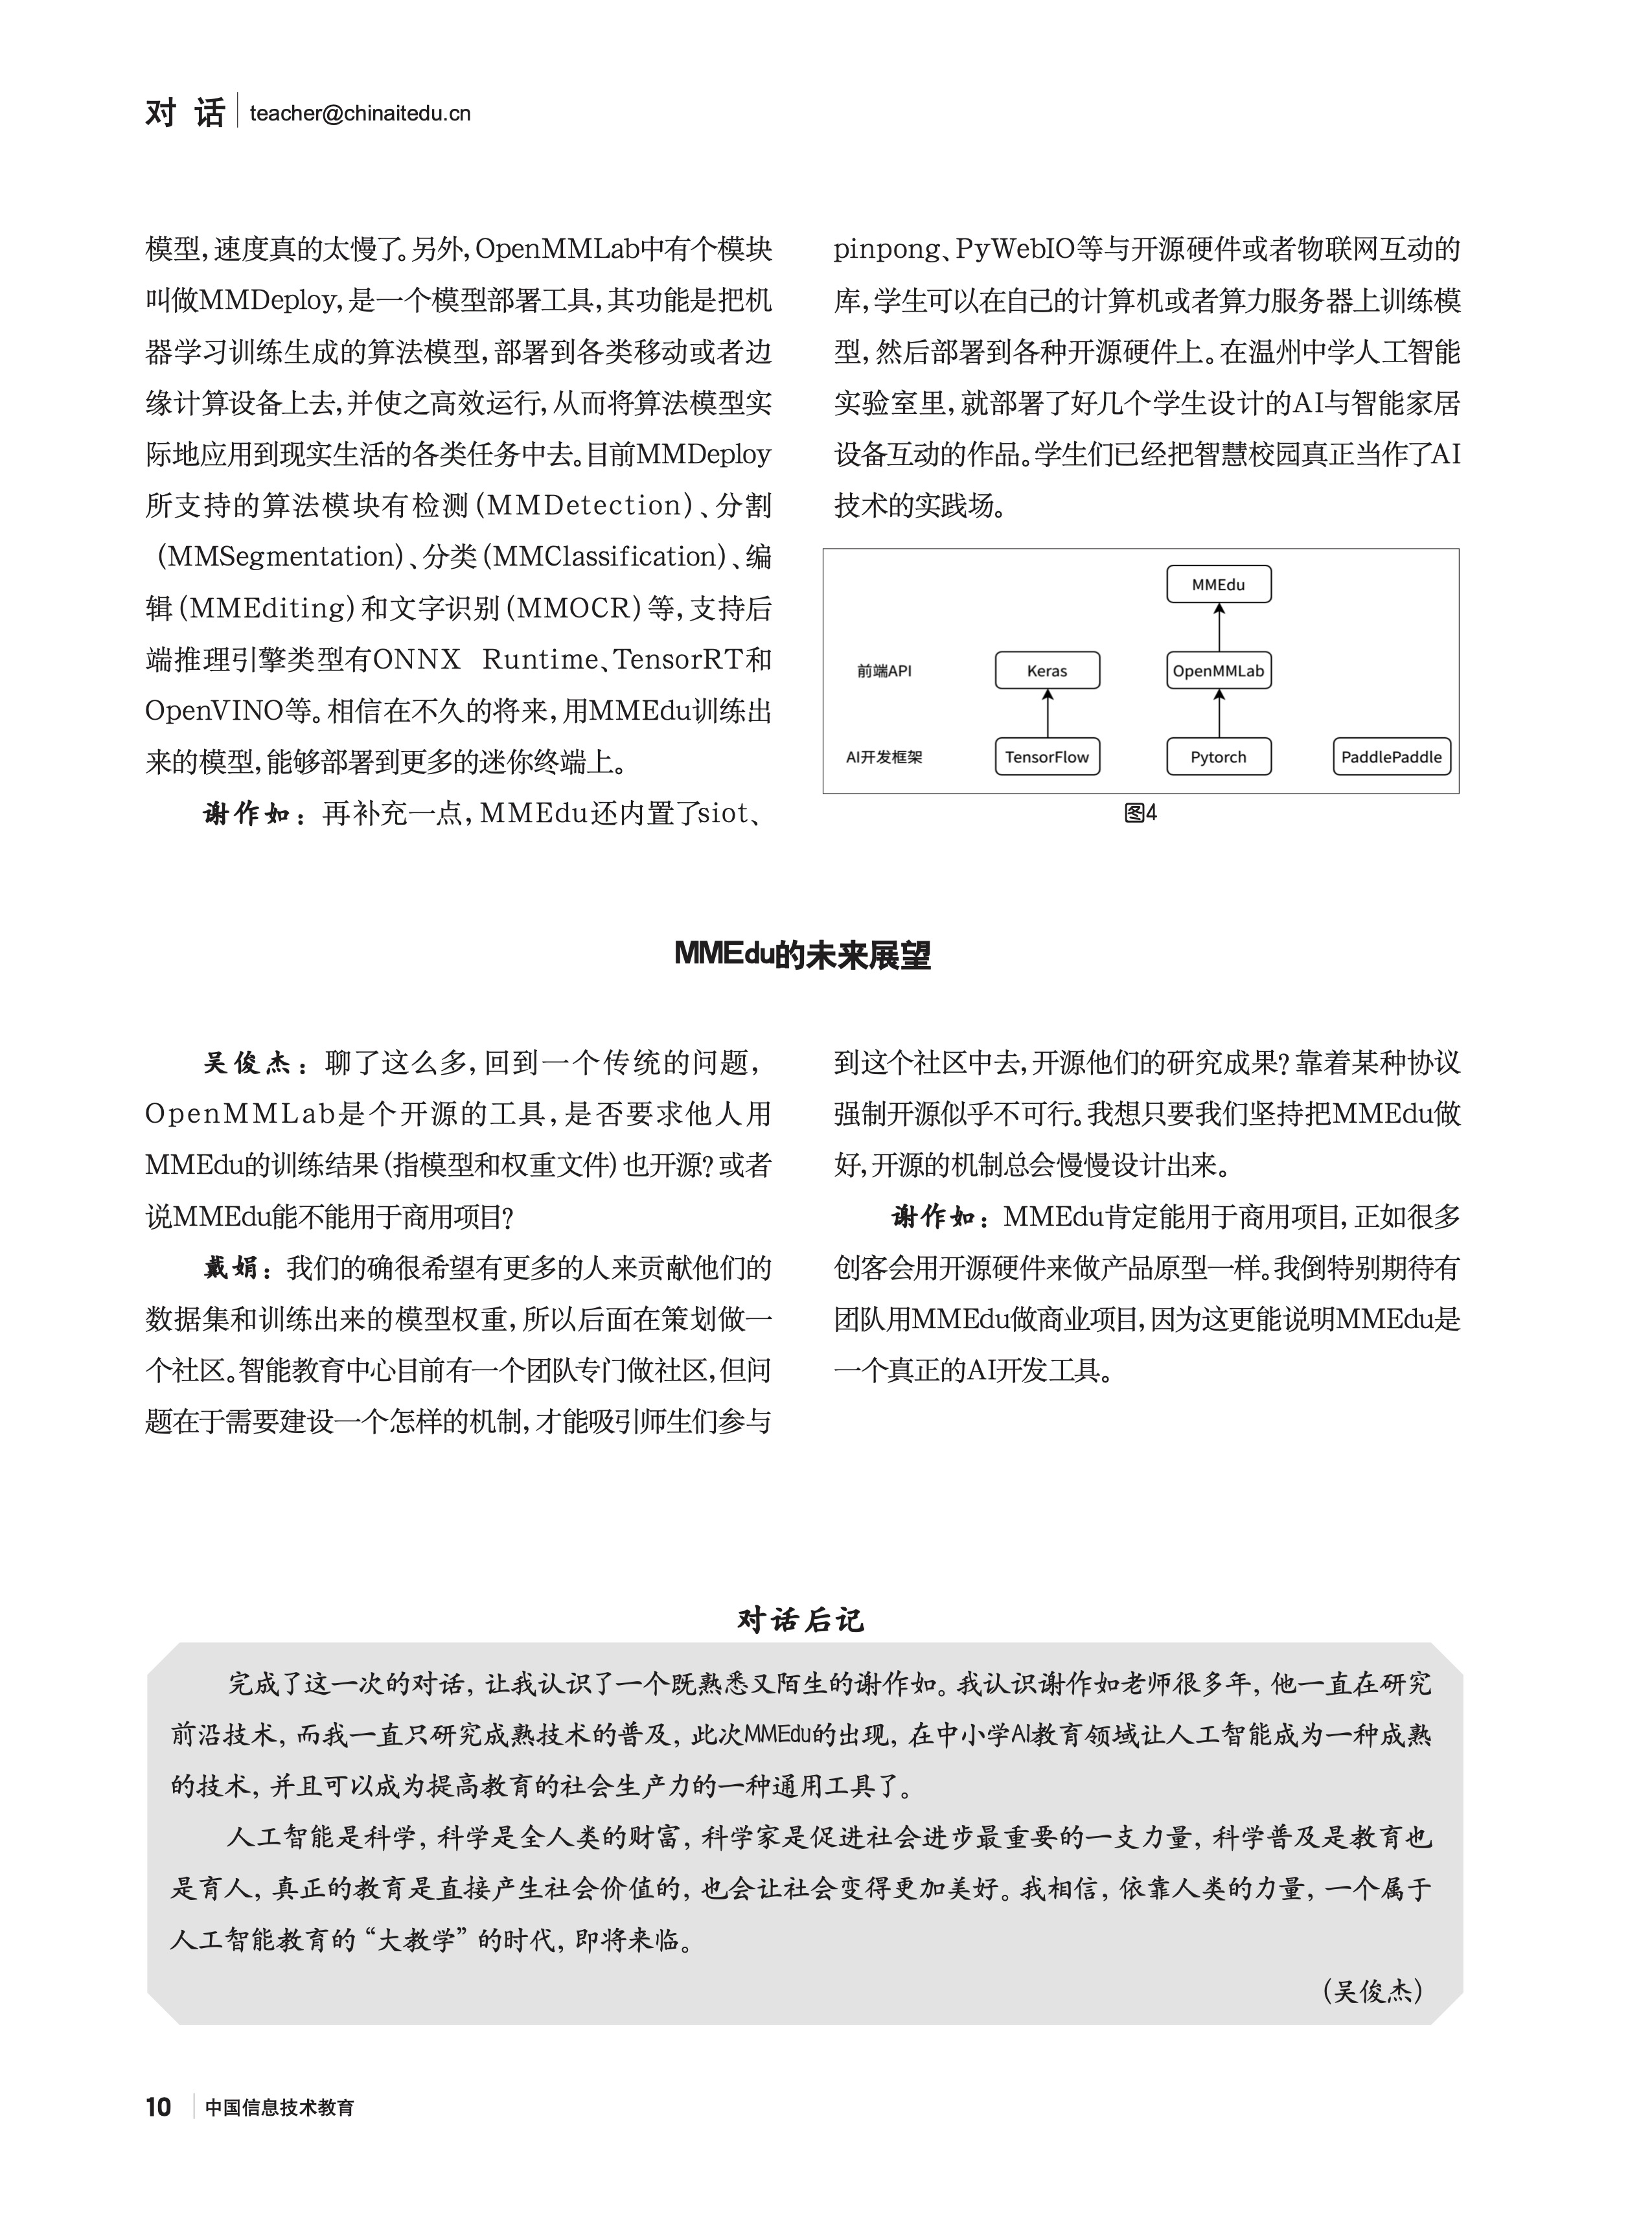 对 话 teacher@chinaitedu.cn
模型，速度真的太慢了。另外，OpenMMLab中有个模块
叫做MMDeploy，是一个模型部署工具，其功能是把机
器学习训练生成的算法模型，部署到各类移动或者边
缘计算设备上去，并使之高效运行，从而将算法模型实
际地应用到现实生活的各类任务中去。目前MMDeploy
所支持的算法模块有检测（MMDetection）、分割
（MMSegmentation）、分类（MMClassification）、编
辑（MMEditing）和文字识别（MMOCR）等，支持后
端推理引擎类型有ONNX Runtime、TensorRT和
OpenVINO等。相信在不久的将来，用MMEdu训练出
来的模型，能够部署到更多的迷你终端上。
谢作如：再补充一点，MMEdu还内置了siot、
pinpong、PyWebIO等与开源硬件或者物联网互动的
库，学生可以在自己的计算机或者算力服务器上训练模
型，然后部署到各种开源硬件上。在温州中学人工智能
实验室里，就部署了好几个学生设计的AI与智能家居
设备互动的作品。学生们已经把智慧校园真正当作了AI
技术的实践场。
MMEdu
前端API Keras OpenMMLab
AI开发框架 TensorFlow Pytorch PaddlePaddle
图4
MMEdu的未来展望
吴俊杰：聊了这么多，回到一个传统的问题，
OpenMMLab是个开源的工具，是否要求他人用
MMEdu的训练结果（指模型和权重文件）也开源？或者
说MMEdu能不能用于商用项目？
戴娟：我们的确很希望有更多的人来贡献他们的
数据集和训练出来的模型权重，所以后面在策划做一
个社区。智能教育中心目前有一个团队专门做社区，但问
题在于需要建设一个怎样的机制，才能吸引师生们参与
到这个社区中去，开源他们的研究成果？靠着某种协议
强制开源似乎不可行。我想只要我们坚持把MMEdu做
好，开源的机制总会慢慢设计出来。
谢作如：MMEdu肯定能用于商用项目，正如很多
创客会用开源硬件来做产品原型一样。我倒特别期待有
团队用MMEdu做商业项目，因为这更能说明MMEdu是
一个真正的AI开发工具。
对话后记
完成了这一次的对话，让我认识了一个既熟悉又陌生的谢作如。我认识谢作如老师很多年，他一直在研究
前沿技术，而我一直只研究成熟技术的普及，此次MMEdu的出现，在中小学AI教育领域让人工智能成为一种成熟
的技术，并且可以成为提高教育的社会生产力的一种通用工具了。
人工智能是科学，科学是全人类的财富，科学家是促进社会进步最重要的一支力量，科学普及是教育也
是育人，真正的教育是直接产生社会价值的，也会让社会变得更加美好。我相信，依靠人类的力量，一个属于
人工智能教育的“大教学”的时代，即将来临。
（吴俊杰）
10 中国信息技术教育